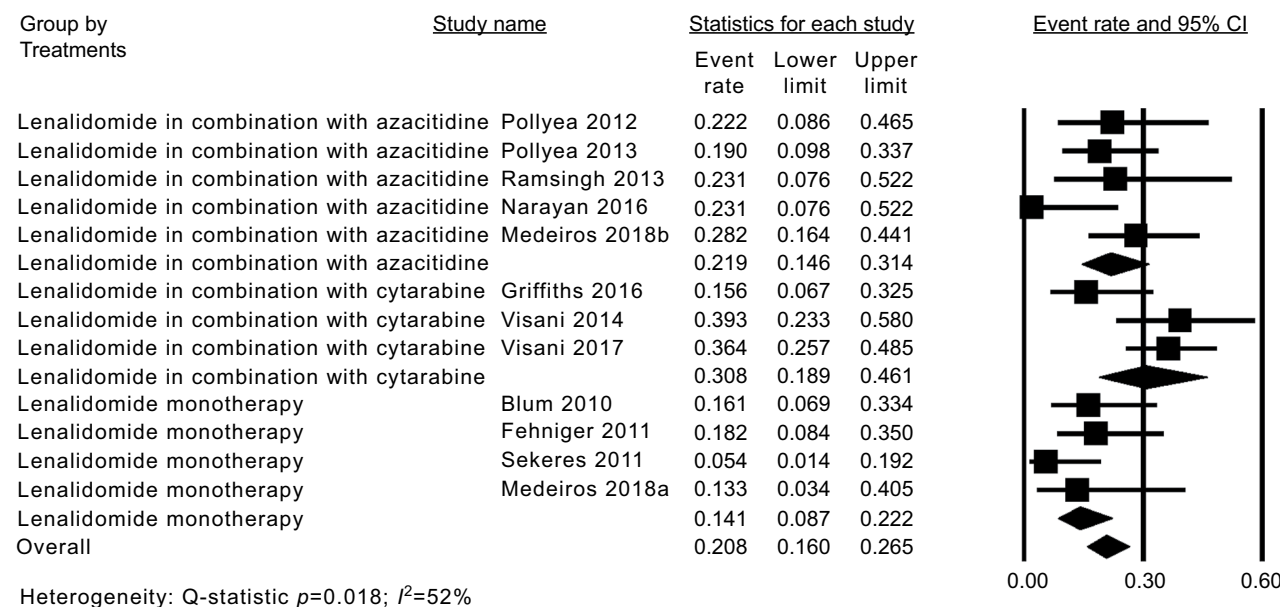 Group by Treatments Study name Statistics for each study Event rate and 95% CI
Event rate Lower limit Upper limit
Lenalidomide in combination with azacitidine Pollyea 2012 0.222 0.086 0.465
Lenalidomide in combination with azacitidine Pollyea 2013 0.190 0.098 0.337
Lenalidomide in combination with azacitidine Ramsingh 2013 0.231 0.076 0.522
Lenalidomide in combination with azacitidine Narayan 2016 0.231 0.076 0.522
Lenalidomide in combination with azacitidine Medeiros 2018b 0.282 0.164 0.441
Lenalidomide in combination with azacitidine 0.219 0.146 0.314
Lenalidomide in combination with cytarabine Griffiths 2016 0.156 0.067 0.325
Lenalidomide in combination with cytarabine Visani 2014 0.393 0.233 0.580
Lenalidomide in combination with cytarabine Visani 2017 0.364 0.257 0.485
Lenalidomide in combination with cytarabine 0.308 0.189 0.461
Lenalidomide monotherapy Blum 2010 0.161 0.069 0.334
Lenalidomide monotherapy Fehniger 2011 0.182 0.084 0.350
Lenalidomide monotherapy Sekeres 2011 0.054 0.014 0.192
Lenalidomide monotherapy Medeiros 2018a 0.133 0.034 0.405
Lenalidomide monotherapy 0.141 0.087 0.222
Overall 0.208 0.160 0.265
0.00 0.30 0.60
Heterogeneity: Q-statistic p=0.018; I²=52%